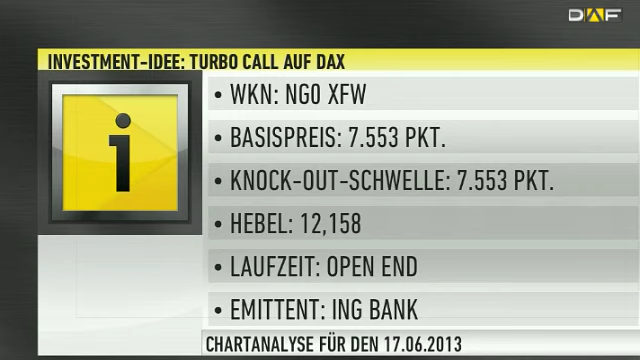 DAF
INVESTMENT-IDEE: TURBO CALL AUF DAX
i
• WKN: NG0 XFW
• BASISPREIS: 7.553 PKT.
• KNOCK-OUT-SCHWELLE: 7.553 PKT.
• HEBEL: 12,158
• LAUFZEIT: OPEN END
• EMITTENT: ING BANK
CHARTANALYSE FÜR DEN 17.06.2013